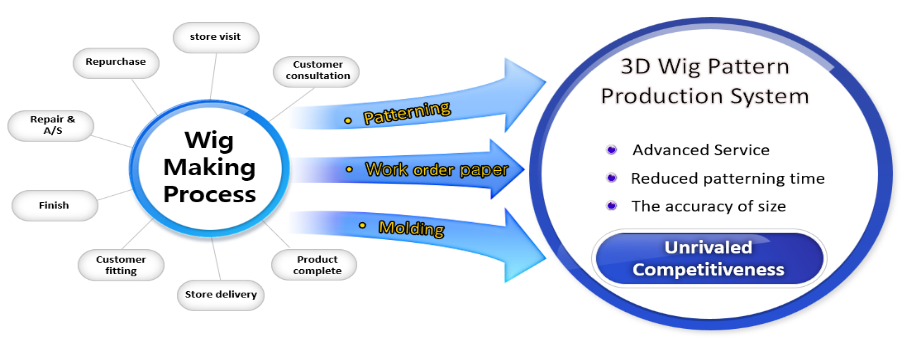 store visit
Repurchase
Customer
consultation
Repair &
A/S
Wig
Making
Process
Finish
Customer
fitting
Product
complete
Store delivery
• Patterning
• Work order paper
• Molding
3D Wig Pattern
Production System
Advanced Service
Reduced patterning time
The accuracy of size
Unrivaled
Competitiveness